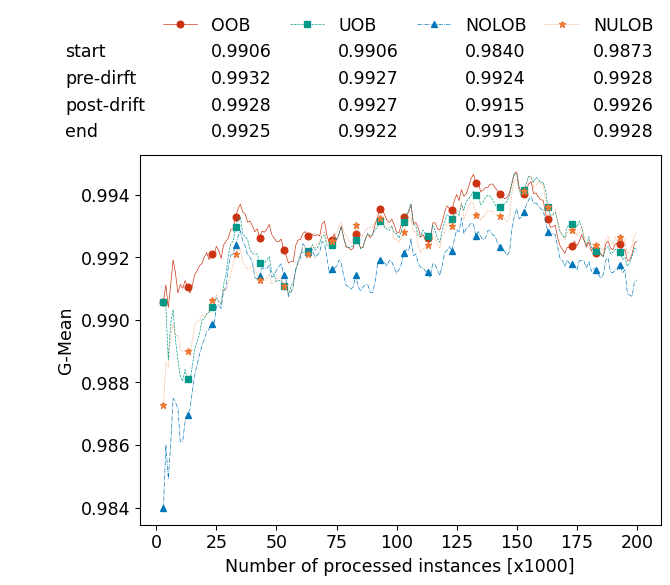 OOB UOB NOLOB NULOB
start 0.9906 0.9906 0.9840 0.9873
pre-dirft 0.9932 0.9927 0.9924 0.9928
post-drift 0.9928 0.9927 0.9915 0.9926
end 0.9925 0.9922 0.9913 0.9928
0.994
0.992
0.990
0.988
0.986
0.984
G-Mean
0 25 50 75 100 125 150 175 200
Number of processed instances [x1000]